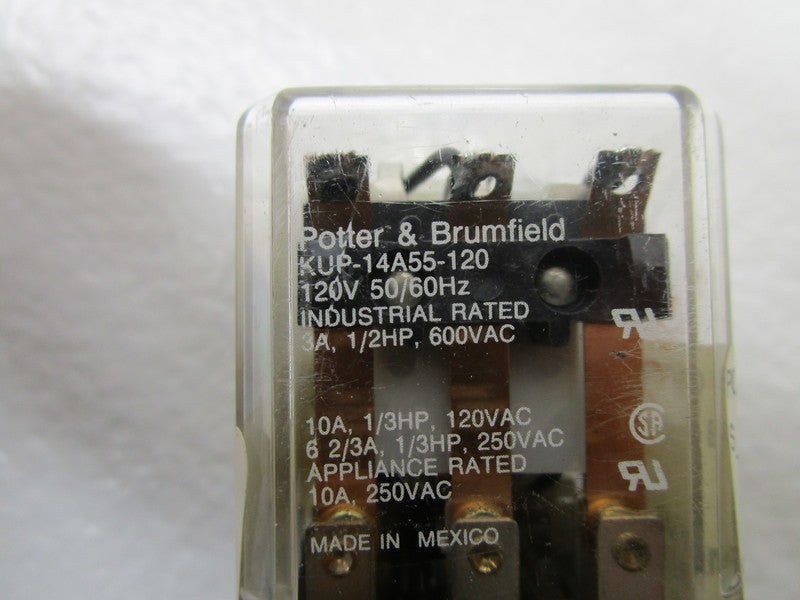 Potter & Brumfield
KUP-14A55-120
120V 50/60Hz
INDUSTRIAL RATED
3A, 1/2HP, 600VAC
10A, 1/3HP, 120VAC
6 2/3A, 1/3HP, 250VAC
APPLIANCE RATED
10A, 250VAC
MADE IN MEXICO